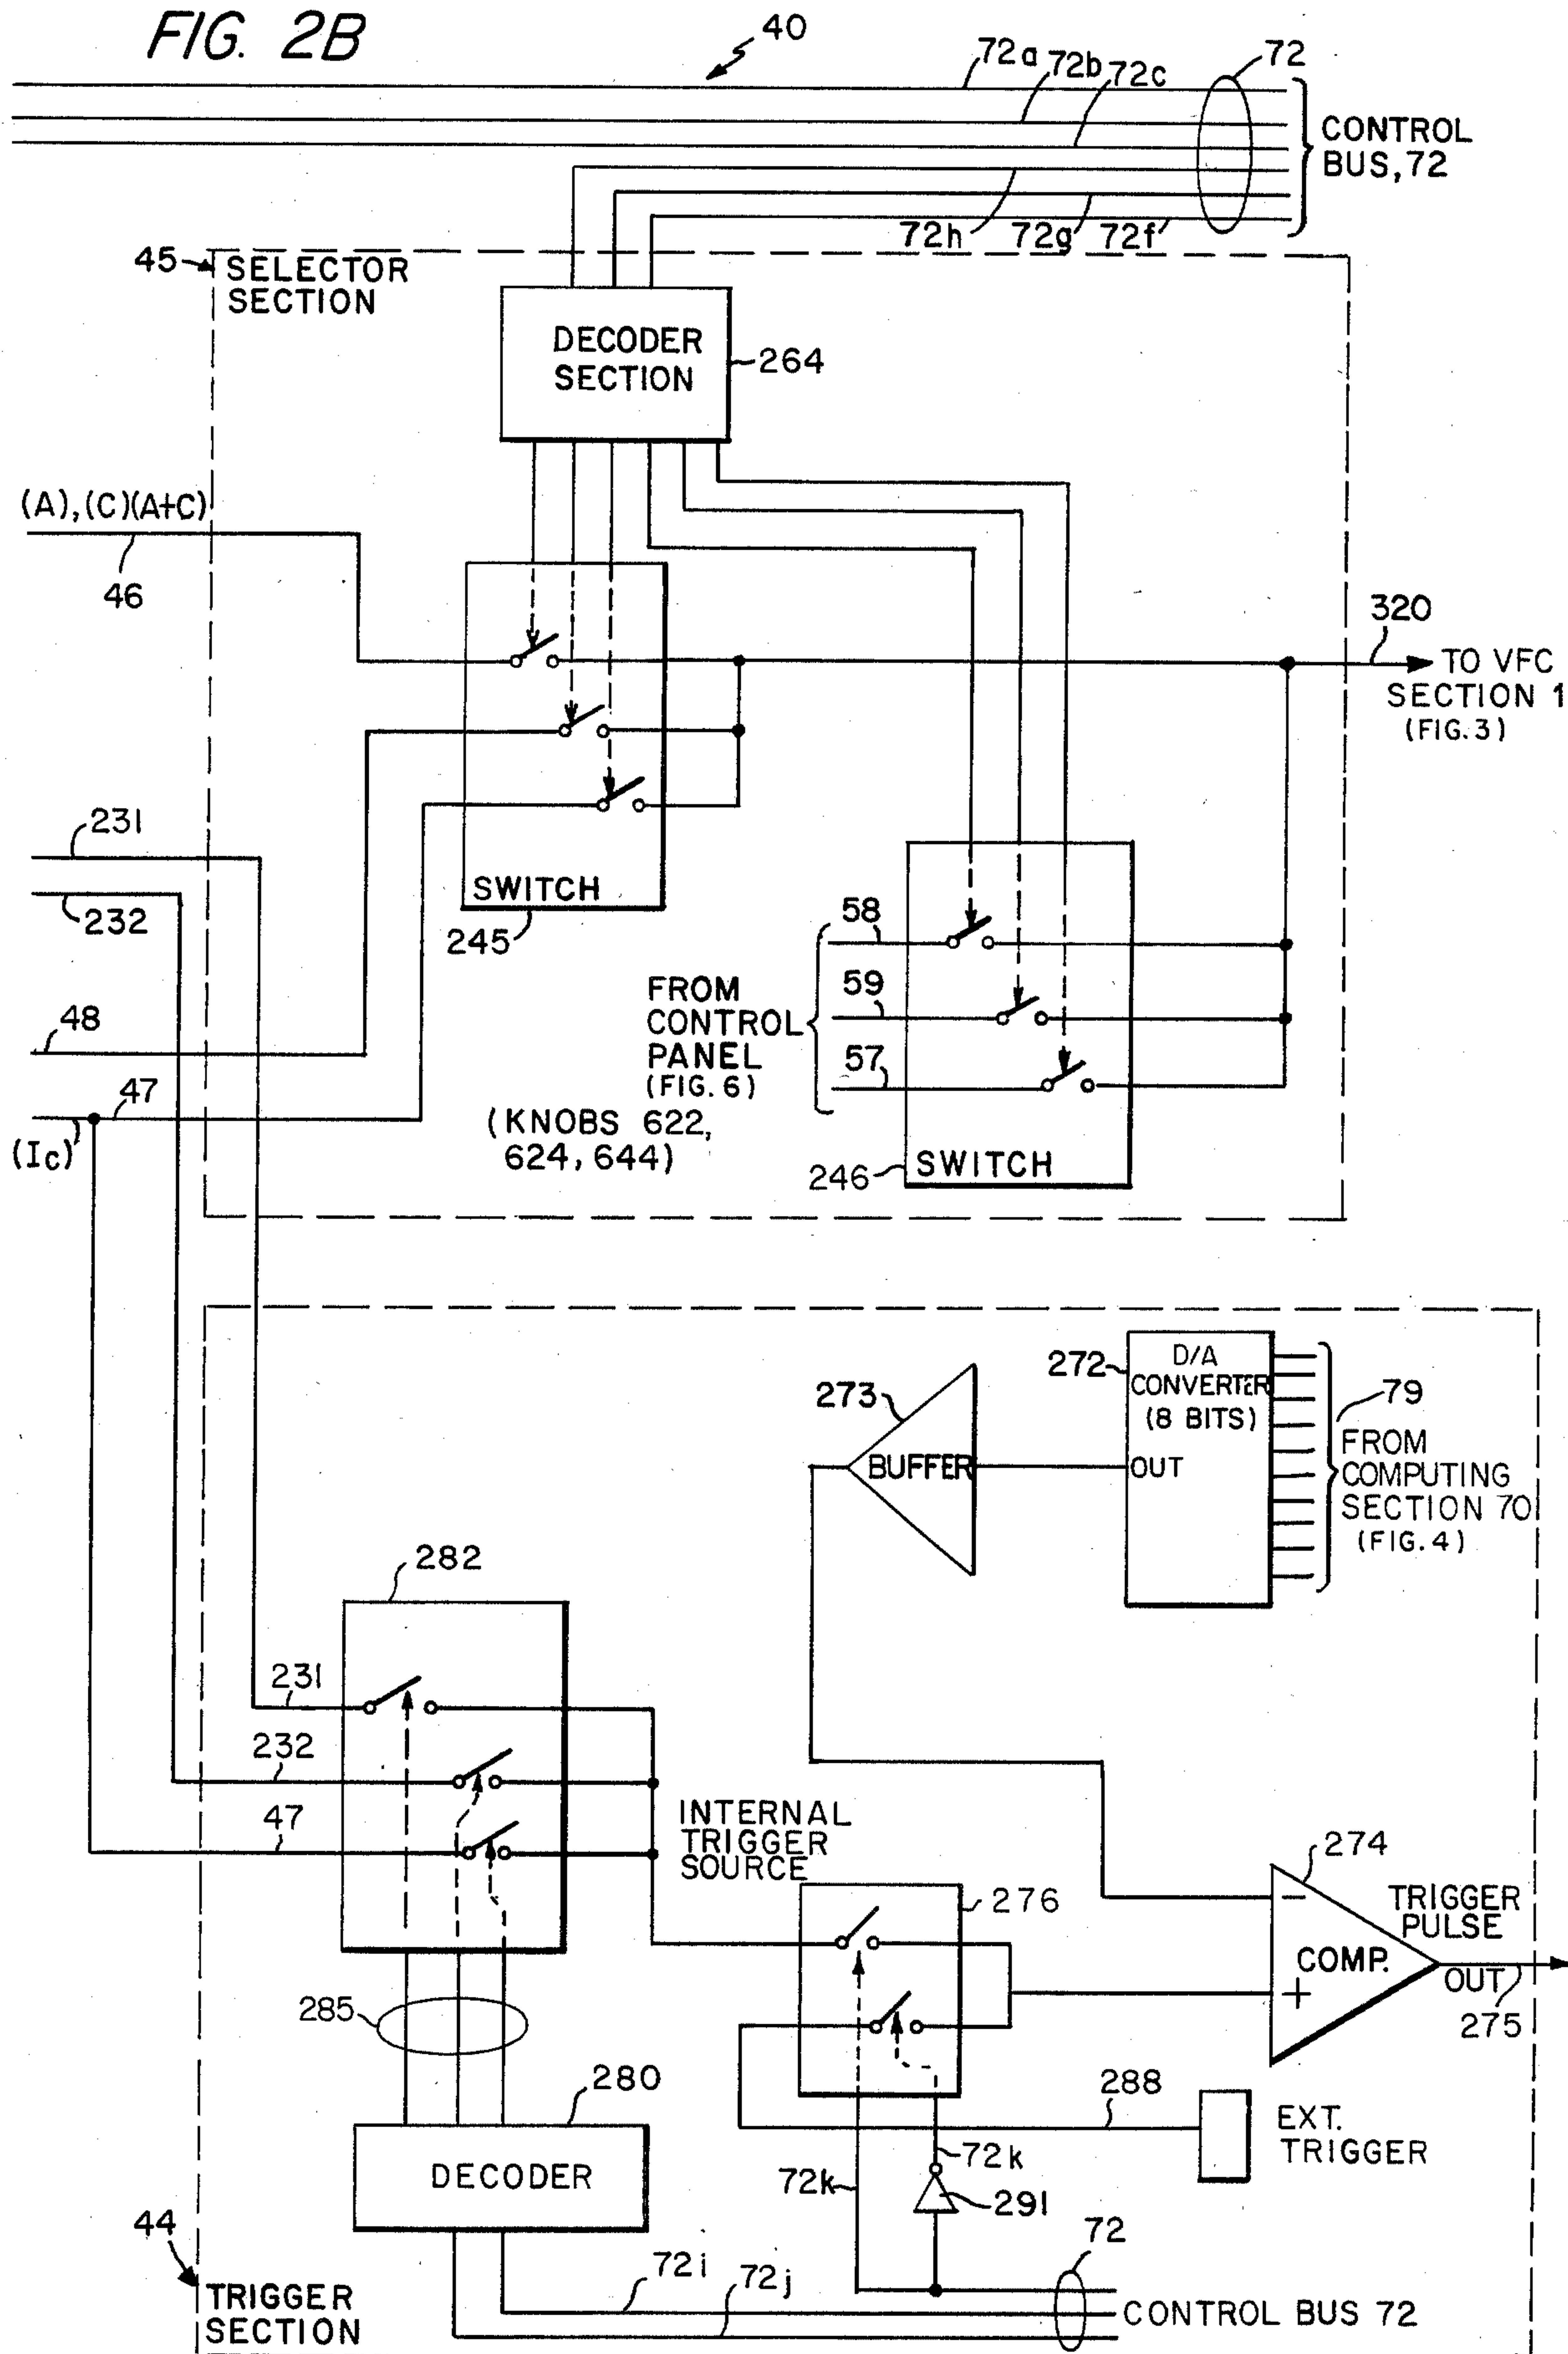 FIG. 2B
40
72a
72b
72c
72
CONTROL
BUS, 72
72h
72g
72f
45
SELECTOR
SECTION
DECODER
SECTION
264
(A),(C)(A+C)
46
320
TO VFC
SECTION 1
(FIG. 3)
231
232
SWITCH
245
48
47
(Ic)
FROM
CONTROL
PANEL
(FIG. 6)
(KNOBS 622,
624, 644)
58
59
57
246
SWITCH
272
D/A
CONVERTER
(8 BITS)
OUT
79
FROM
COMPUTING
SECTION 70
(FIG. 4)
273
BUFFER
282
231
232
47
INTERNAL
TRIGGER
SOURCE
276
274
TRIGGER
PULSE
COMP.
−
+
OUT
275
285
280
DECODER
288
EXT.
TRIGGER
72k
72k
291
44
TRIGGER
SECTION
72i
72j
72
CONTROL BUS 72